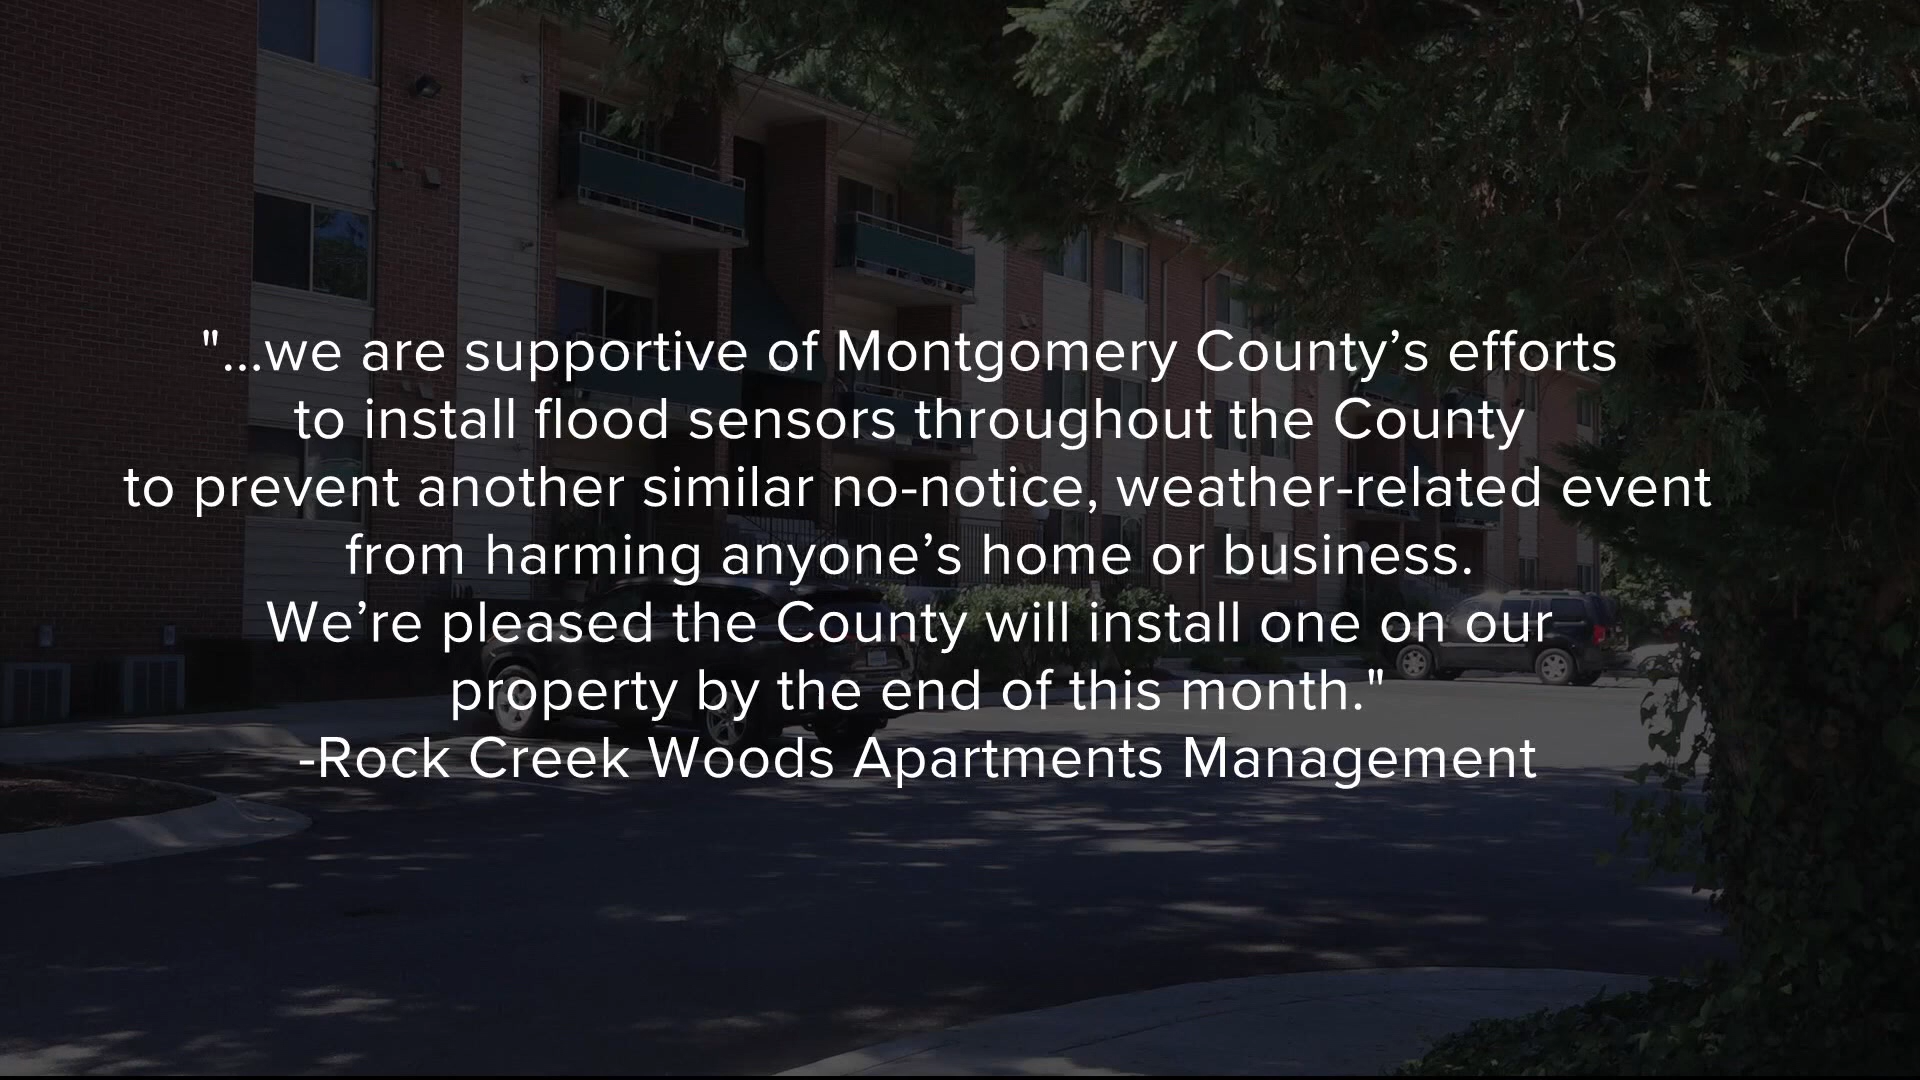 "...we are supportive of Montgomery County’s efforts
to install flood sensors throughout the County
to prevent another similar no-notice, weather-related event
from harming anyone’s home or business.
We’re pleased the County will install one on our
property by the end of this month."
-Rock Creek Woods Apartments Management